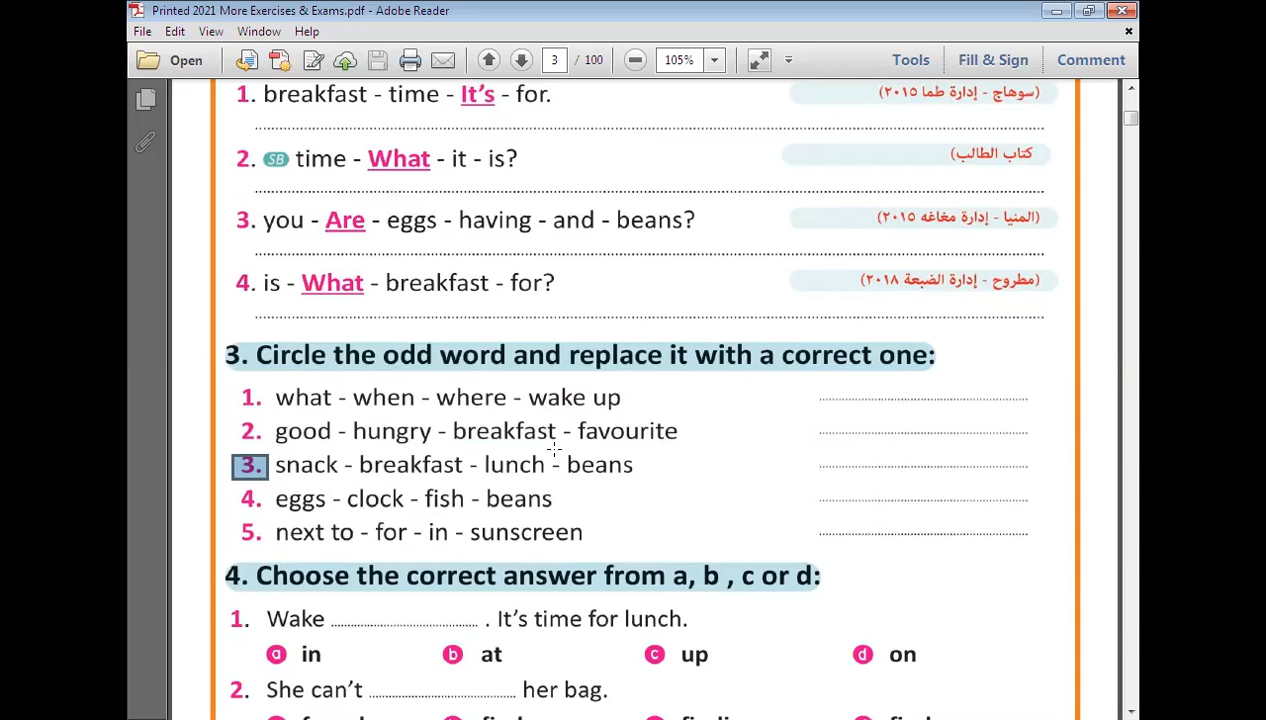 Printed 2021 More Exercises & Exams.pdf - Adobe Reader
File Edit View Window Help
Open 3 / 100 105% Tools Fill & Sign Comment
1. breakfast - time - It's - for. (سوهاج - إدارة طما ٢٠١٥)
2. SB time - What - it - is? كتاب الطالب)
3. you - Are - eggs - having - and - beans? (المنيا - إدارة مغاغه ٢٠١٥)
4. is - What - breakfast - for? (مطروح - إدارة الضبعة ٢٠١٨)
3. Circle the odd word and replace it with a correct one:
1. what - when - where - wake up
2. good - hungry - breakfast - favourite
3. snack - breakfast - lunch - beans
4. eggs - clock - fish - beans
5. next to - for - in - sunscreen
4. Choose the correct answer from a, b , c or d:
1. Wake . It's time for lunch.
a in b at c up d on
2. She can't her bag.